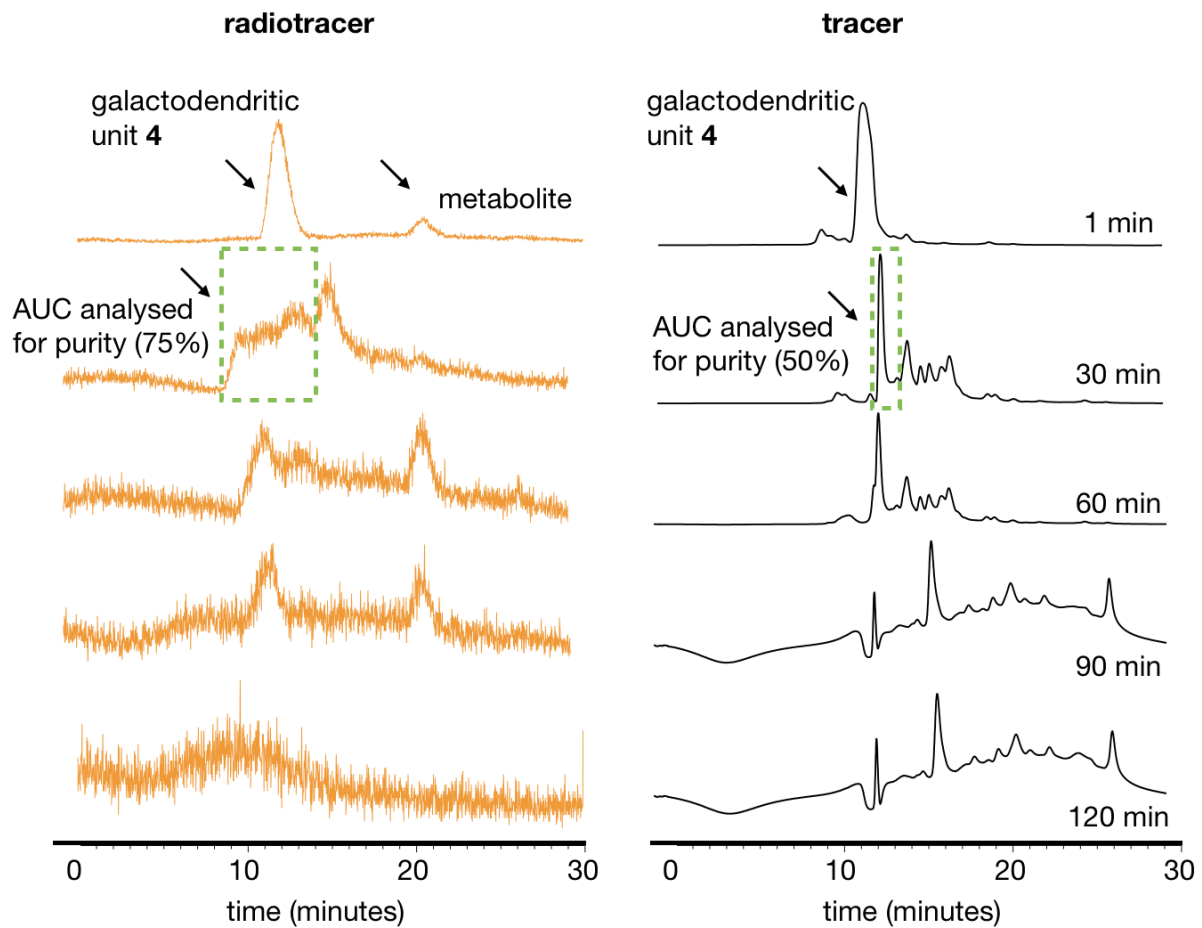 radiotracer
galactodendritic
unit 4
metabolite
AUC analysed
for purity (75%)
0 10 20 30
time (minutes)
tracer
galactodendritic
unit 4
1 min
AUC analysed
for purity (50%)
30 min
60 min
90 min
120 min
0 10 20 30
time (minutes)